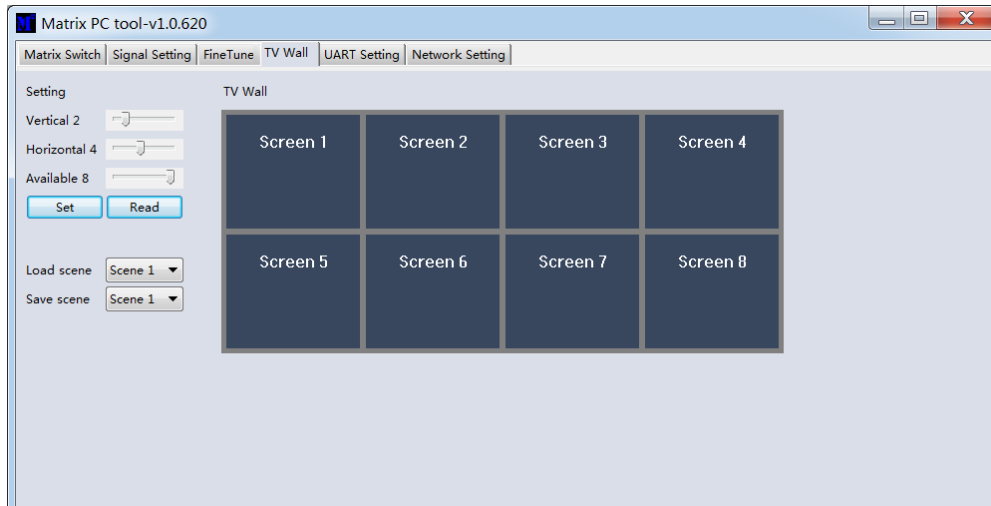 Matrix PC tool-v1.0.620
Matrix Switch Signal Setting FineTune TV Wall UART Setting Network Setting
Setting
TV Wall
Vertical 2
Horizontal 4
Available 8
Set Read
Load scene Scene 1
Save scene Scene 1
Screen 1 Screen 2 Screen 3 Screen 4
Screen 5 Screen 6 Screen 7 Screen 8